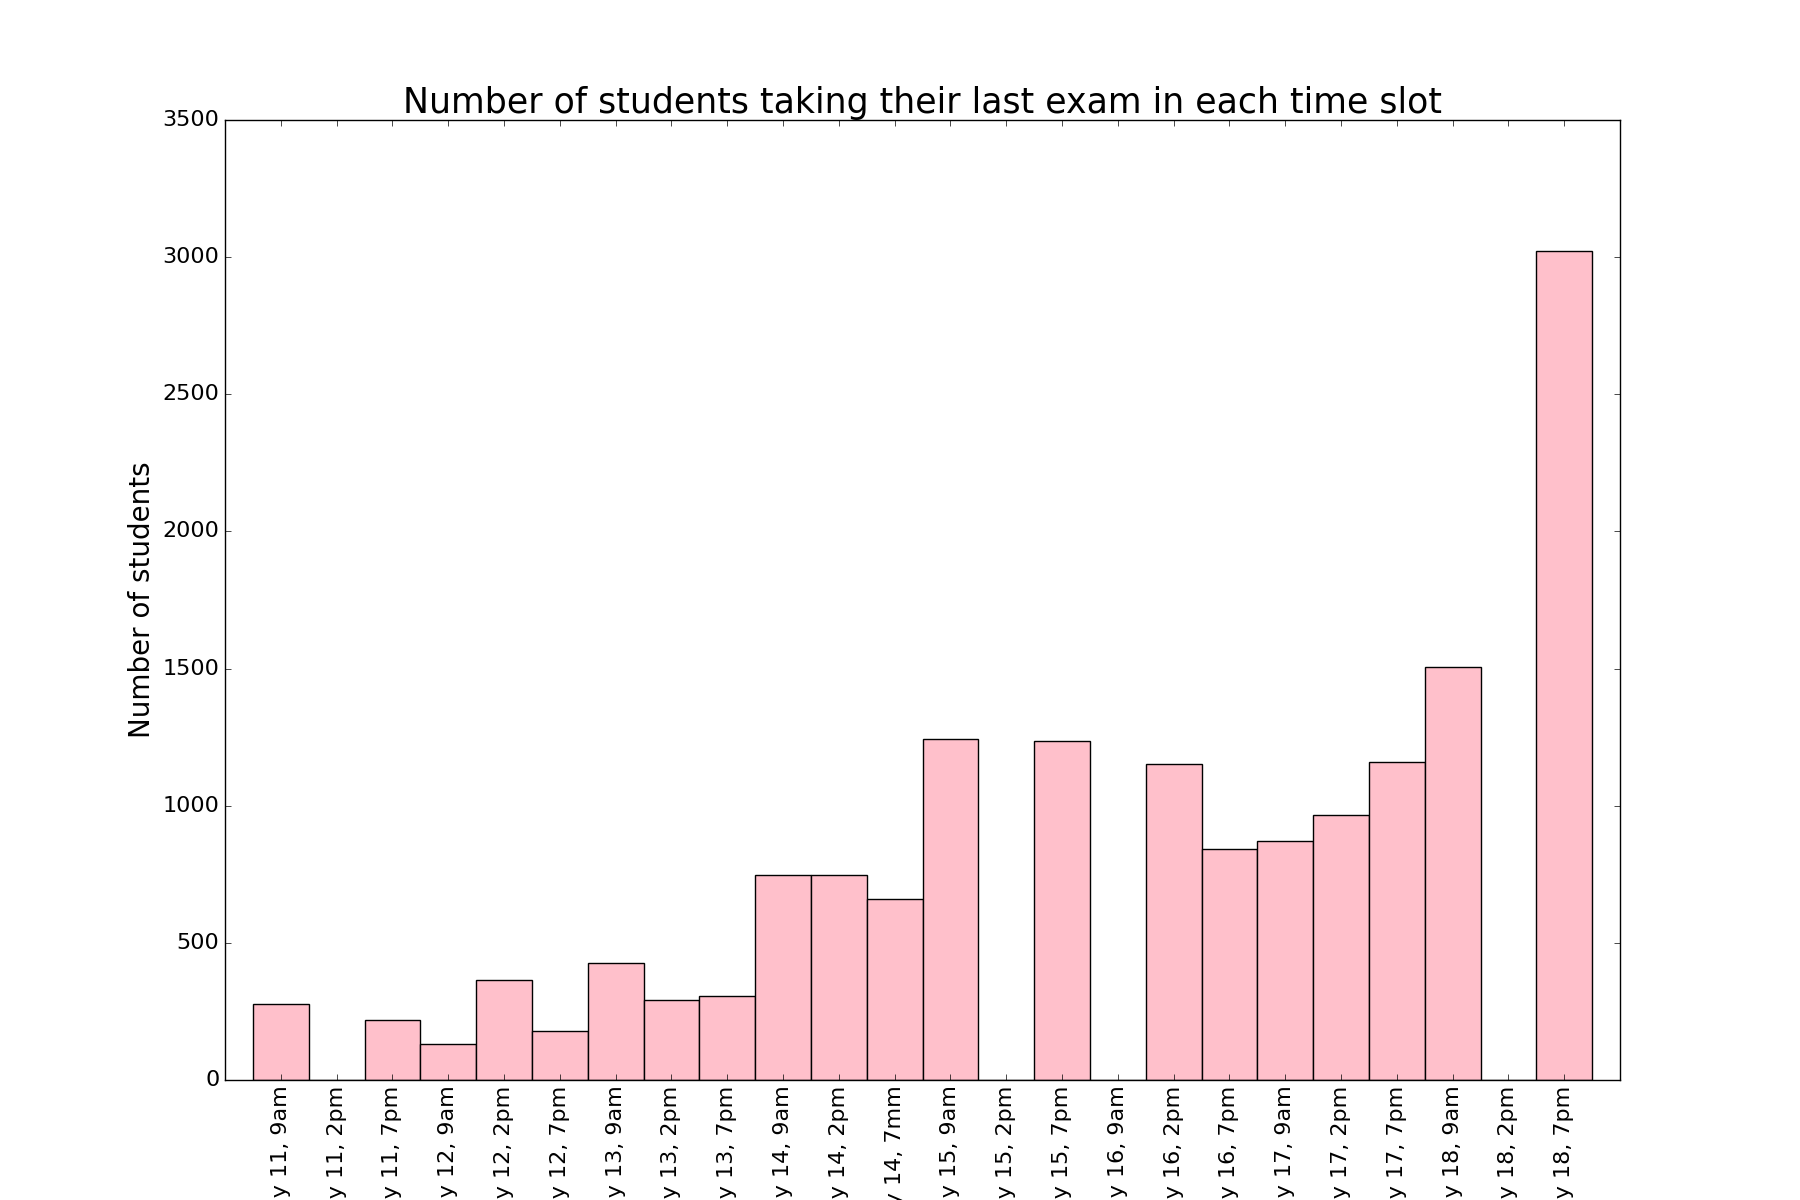 Number of students taking their last exam in each time slot
Number of students
3500
3000
2500
2000
1500
1000
500
0
y 11, 9am
y 11, 2pm
y 11, 7pm
y 12, 9am
y 12, 2pm
y 12, 7pm
y 13, 9am
y 13, 2pm
y 13, 7pm
y 14, 9am
y 14, 2pm
y 14, 7mm
y 15, 9am
y 15, 2pm
y 15, 7pm
y 16, 9am
y 16, 2pm
y 16, 7pm
y 17, 9am
y 17, 2pm
y 17, 7pm
y 18, 9am
y 18, 2pm
y 18, 7pm